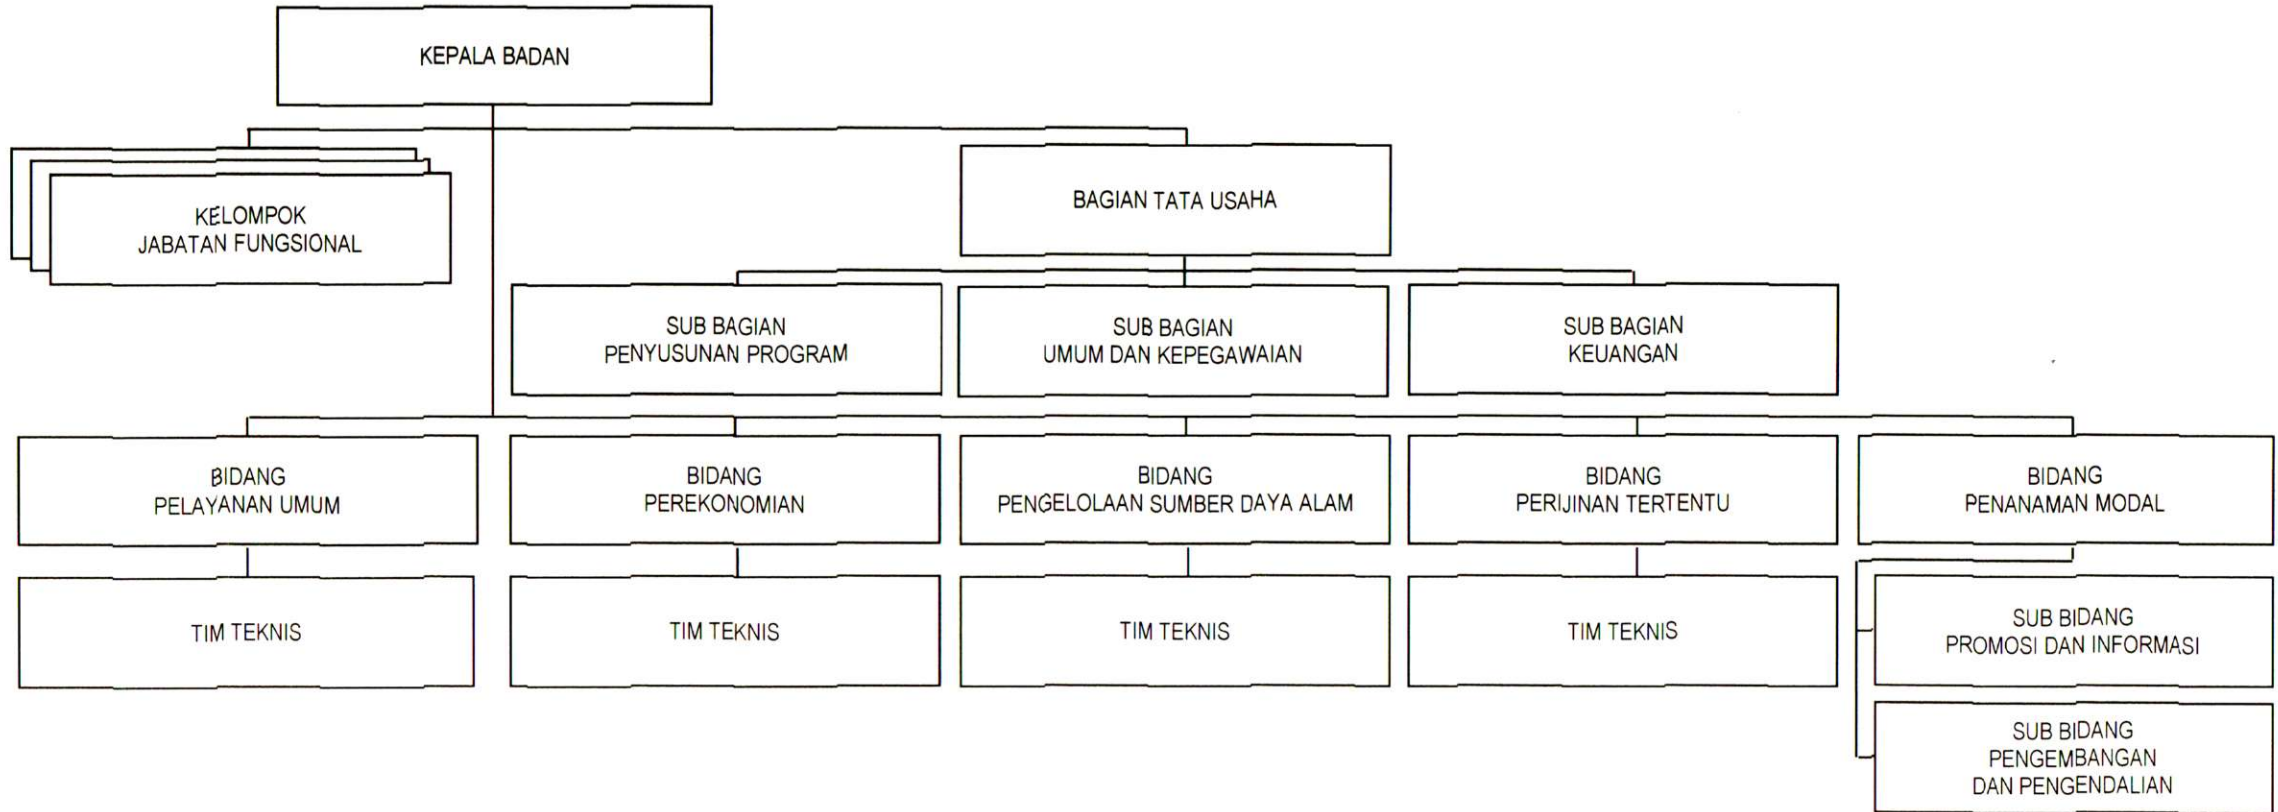 KEPALA BADAN
KELOMPOK
JABATAN FUNGSIONAL
BAGIAN TATA USAHA
SUB BAGIAN
PENYUSUNAN PROGRAM
SUB BAGIAN
UMUM DAN KEPEGAWAIAN
SUB BAGIAN
KEUANGAN
BIDANG
PELAYANAN UMUM
BIDANG
PEREKONOMIAN
BIDANG
PENGELOLAAN SUMBER DAYA ALAM
BIDANG
PERIJINAN TERTENTU
BIDANG
PENANAMAN MODAL
TIM TEKNIS
TIM TEKNIS
TIM TEKNIS
TIM TEKNIS
SUB BIDANG
PROMOSI DAN INFORMASI
SUB BIDANG
PENGEMBANGAN
DAN PENGENDALIAN